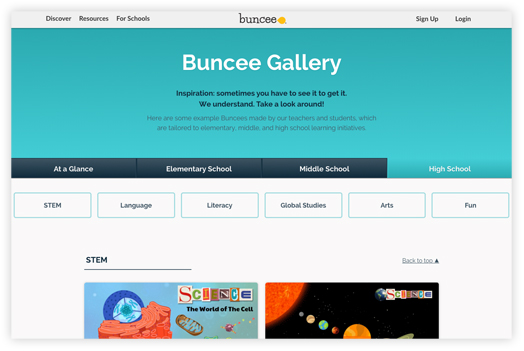 Discover Resources For Schools buncee Sign Up Login
Buncee Gallery
Inspiration: sometimes you have to see it to get it.
We understand. Take a look around!
Here are some example Buncees made by our teachers and students, which
are tailored to elementary, middle, and high school learning initiatives.
At a Glance Elementary School Middle School High School
STEM Language Literacy Global Studies Arts Fun
STEM Back to top ▲
SCIENCE SCIENCE
The World of The Cell